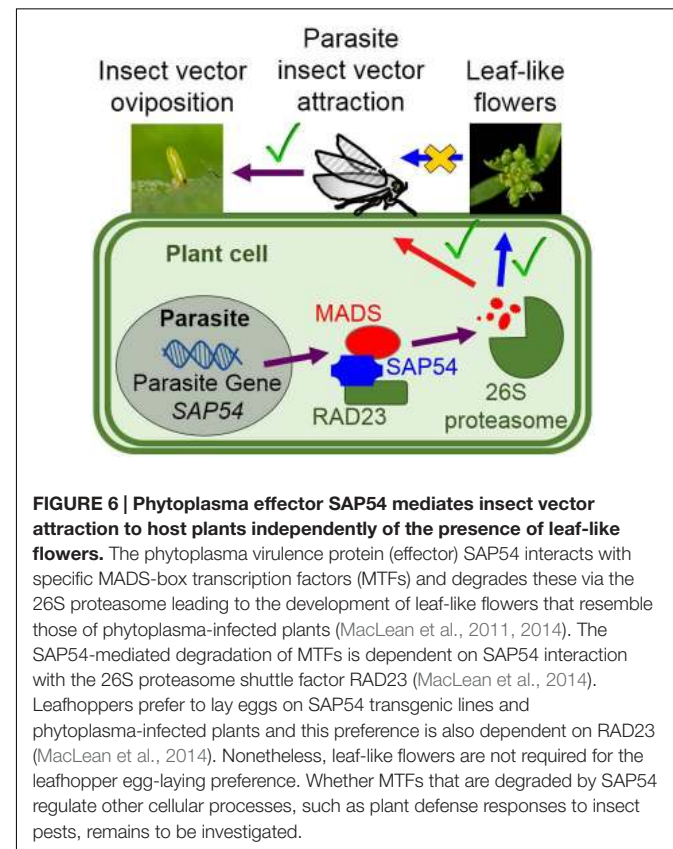 Insect vector
oviposition
Parasite
insect vector
attraction
Leaf-like
flowers
Plant cell
Parasite
Parasite Gene
SAP54
MADS
SAP54
RAD23
26S
proteasome
FIGURE 6 | Phytoplasma effector SAP54 mediates insect vector
attraction to host plants independently of the presence of leaf-like
flowers. The phytoplasma virulence protein (effector) SAP54 interacts with
specific MADS-box transcription factors (MTFs) and degrades these via the
26S proteasome leading to the development of leaf-like flowers that resemble
those of phytoplasma-infected plants (MacLean et al., 2011, 2014). The
SAP54-mediated degradation of MTFs is dependent on SAP54 interaction
with the 26S proteasome shuttle factor RAD23 (MacLean et al., 2014).
Leafhoppers prefer to lay eggs on SAP54 transgenic lines and
phytoplasma-infected plants and this preference is also dependent on RAD23
(MacLean et al., 2014). Nonetheless, leaf-like flowers are not required for the
leafhopper egg-laying preference. Whether MTFs that are degraded by SAP54
regulate other cellular processes, such as plant defense responses to insect
pests, remains to be investigated.